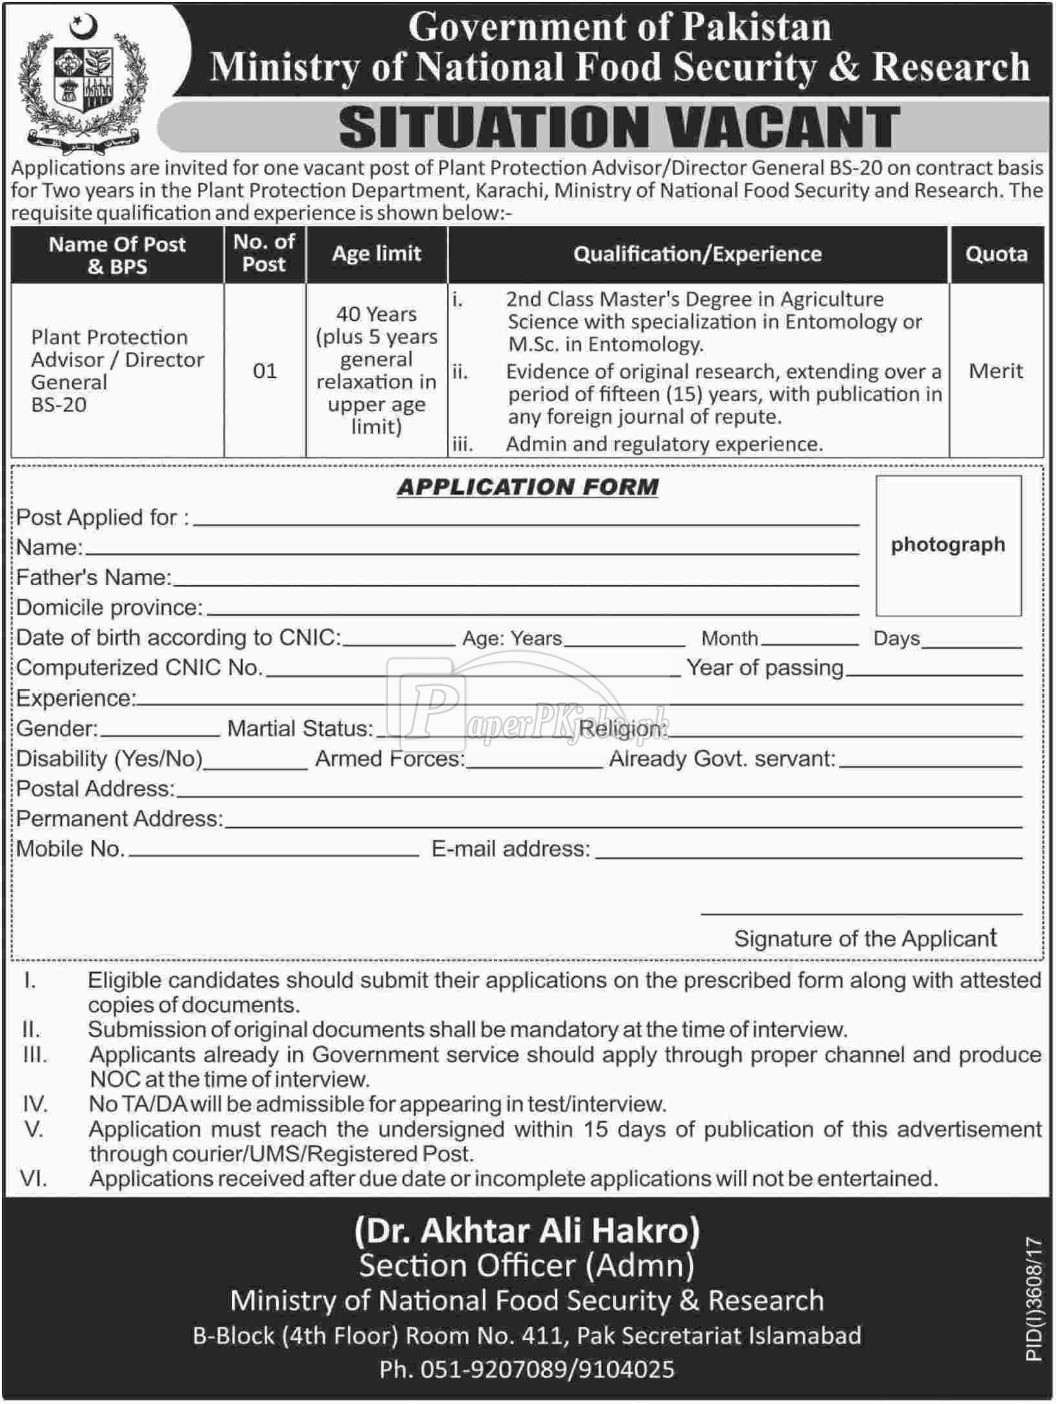 Government of Pakistan
Ministry of National Food Security & Research
SITUATION VACANT
Applications are invited for one vacant post of Plant Protection Advisor/Director General BS-20 on contract basis
for Two years in the Plant Protection Department, Karachi, Ministry of National Food Security and Research. The
requisite qualification and experience is shown below:-
Name Of Post & BPS
No. of Post
Age limit
Qualification/Experience
Quota
Plant Protection
Advisor / Director
General
BS-20
01
40 Years
(plus 5 years
general
relaxation in
upper age
limit)
i. 2nd Class Master's Degree in Agriculture
Science with specialization in Entomology or
M.Sc. in Entomology.
ii. Evidence of original research, extending over a
period of fifteen (15) years, with publication in
any foreign journal of repute.
iii. Admin and regulatory experience.
Merit
APPLICATION FORM
photograph
Post Applied for :
Name:
Father's Name:
Domicile province:
Date of birth according to CNIC: Age: Years Month Days
Computerized CNIC No. Year of passing
Experience:
Gender: Martial Status: Religion:
PaperPKjobs.pk
Disability (Yes/No) Armed Forces: Already Govt. servant:
Postal Address:
Permanent Address:
Mobile No. E-mail address:
Signature of the Applicant
I. Eligible candidates should submit their applications on the prescribed form along with attested
copies of documents.
II. Submission of original documents shall be mandatory at the time of interview.
III. Applicants already in Government service should apply through proper channel and produce
NOC at the time of interview.
IV. No TA/DA will be admissible for appearing in test/interview.
V. Application must reach the undersigned within 15 days of publication of this advertisement
through courier/UMS/Registered Post.
VI. Applications received after due date or incomplete applications will not be entertained.
(Dr. Akhtar Ali Hakro)
Section Officer (Admn)
Ministry of National Food Security & Research
B-Block (4th Floor) Room No. 411, Pak Secretariat Islamabad
Ph. 051-9207089/9104025
PID(I)3608/17